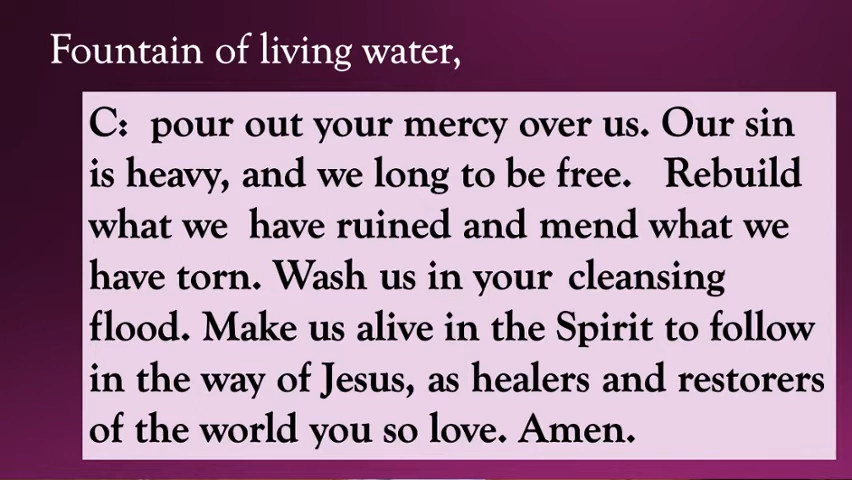 Fountain of living water,
C: pour out your mercy over us. Our sin
is heavy, and we long to be free. Rebuild
what we have ruined and mend what we
have torn. Wash us in your cleansing
flood. Make us alive in the Spirit to follow
in the way of Jesus, as healers and restorers
of the world you so love. Amen.